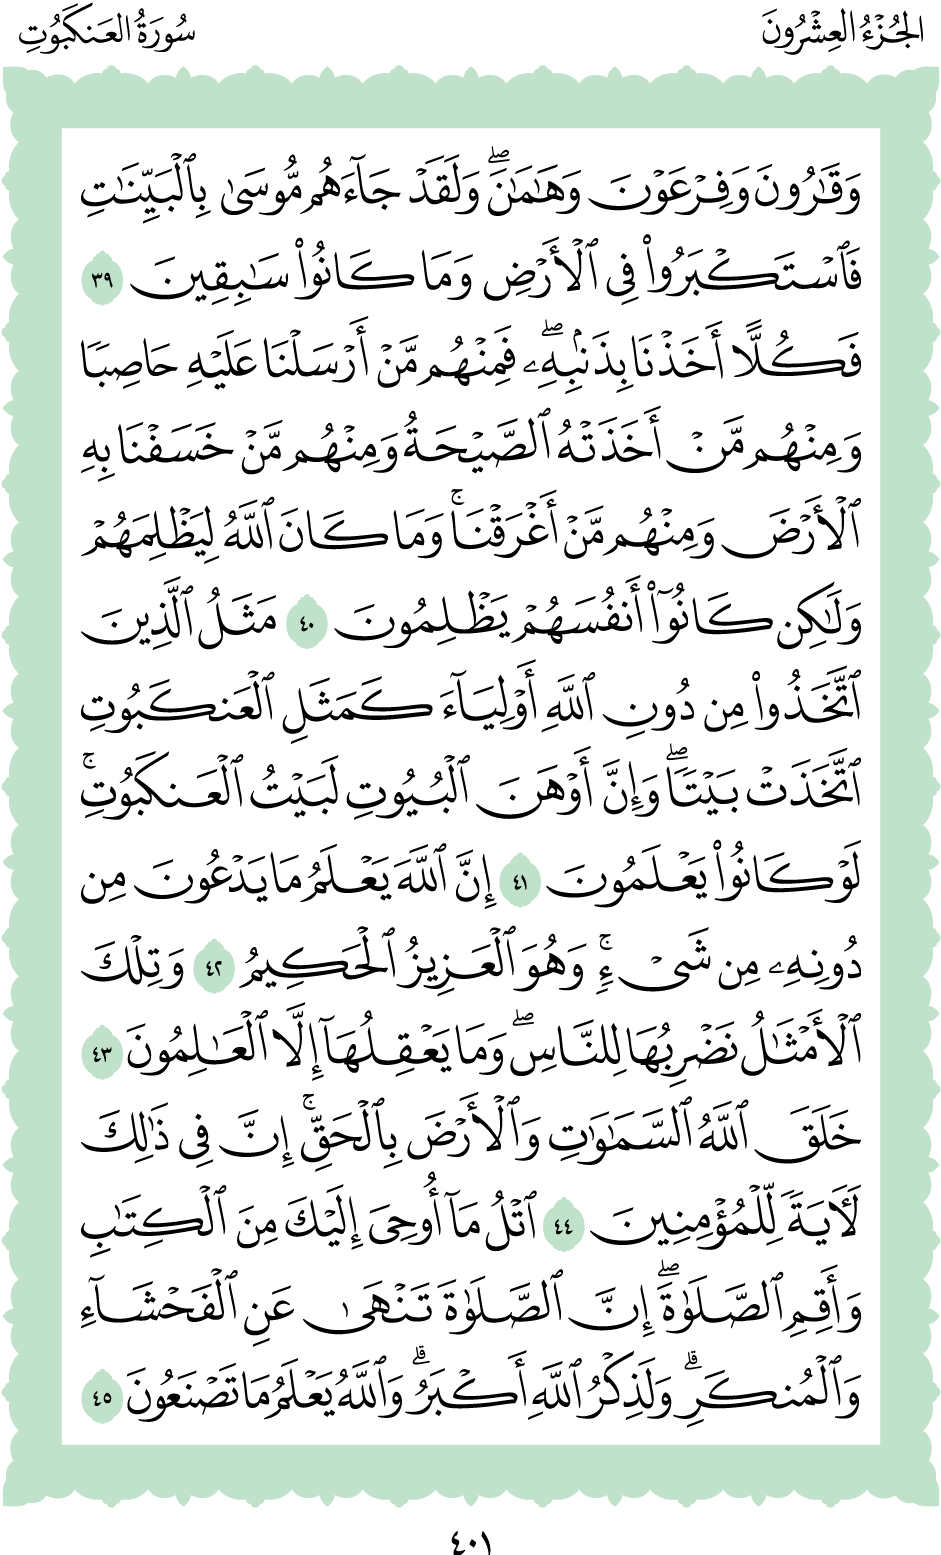 الجُزْءُ العِشْرُونَ
سُورَةُ العَنكَبُوتِ
وَقَٰرُونَ وَفِرْعَوْنَ وَهَٰمَٰنَۖ وَلَقَدْ جَآءَهُم مُّوسَىٰ بِٱلْبَيِّنَٰتِ
فَٱسْتَكْبَرُوا۟ فِى ٱلْأَرْضِ وَمَا كَانُوا۟ سَٰبِقِينَ ٣٩
فَكُلًّا أَخَذْنَا بِذَنۢبِهِۦۖ فَمِنْهُم مَّنْ أَرْسَلْنَا عَلَيْهِ حَاصِبًا
وَمِنْهُم مَّنْ أَخَذَتْهُ ٱلصَّيْحَةُ وَمِنْهُم مَّنْ خَسَفْنَا بِهِ
ٱلْأَرْضَ وَمِنْهُم مَّنْ أَغْرَقْنَاۚ وَمَا كَانَ ٱللَّهُ لِيَظْلِمَهُمْ
وَلَٰكِن كَانُوٓا۟ أَنفُسَهُمْ يَظْلِمُونَ ٤٠ مَثَلُ ٱلَّذِينَ
ٱتَّخَذُوا۟ مِن دُونِ ٱللَّهِ أَوْلِيَآءَ كَمَثَلِ ٱلْعَنكَبُوتِ
ٱتَّخَذَتْ بَيْتًاۖ وَإِنَّ أَوْهَنَ ٱلْبُيُوتِ لَبَيْتُ ٱلْعَنكَبُوتِۚ
لَوْ كَانُوا۟ يَعْلَمُونَ ٤١ إِنَّ ٱللَّهَ يَعْلَمُ مَا يَدْعُونَ مِن
دُونِهِۦ مِن شَىْءٍۚ وَهُوَ ٱلْعَزِيزُ ٱلْحَكِيمُ ٤٢ وَتِلْكَ
ٱلْأَمْثَٰلُ نَضْرِبُهَا لِلنَّاسِۖ وَمَا يَعْقِلُهَآ إِلَّا ٱلْعَٰلِمُونَ ٤٣
خَلَقَ ٱللَّهُ ٱلسَّمَٰوَٰتِ وَٱلْأَرْضَ بِٱلْحَقِّۚ إِنَّ فِى ذَٰلِكَ
لَءَايَةً لِّلْمُؤْمِنِينَ ٤٤ ٱتْلُ مَآ أُوحِىَ إِلَيْكَ مِنَ ٱلْكِتَٰبِ
وَأَقِمِ ٱلصَّلَوٰةَۖ إِنَّ ٱلصَّلَوٰةَ تَنْهَىٰ عَنِ ٱلْفَحْشَآءِ
وَٱلْمُنكَرِۗ وَلَذِكْرُ ٱللَّهِ أَكْبَرُۗ وَٱللَّهُ يَعْلَمُ مَا تَصْنَعُونَ ٤٥
٤٠١